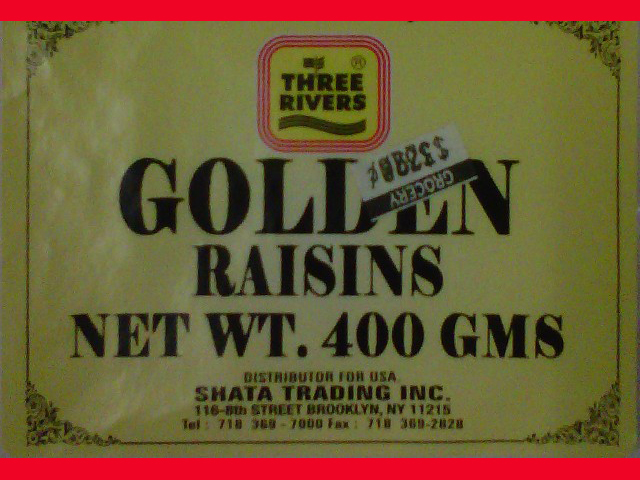 THREE ®
RIVERS
GOLDEN
GROCERY
RAISINS
NET WT. 400 GMS
DISTRIBUTOR FOR USA
SHATA TRADING INC.
116-8th STREET BROOKLYN, NY 11215
Tel : 718 369 - 7000 Fax : 718 369-2828